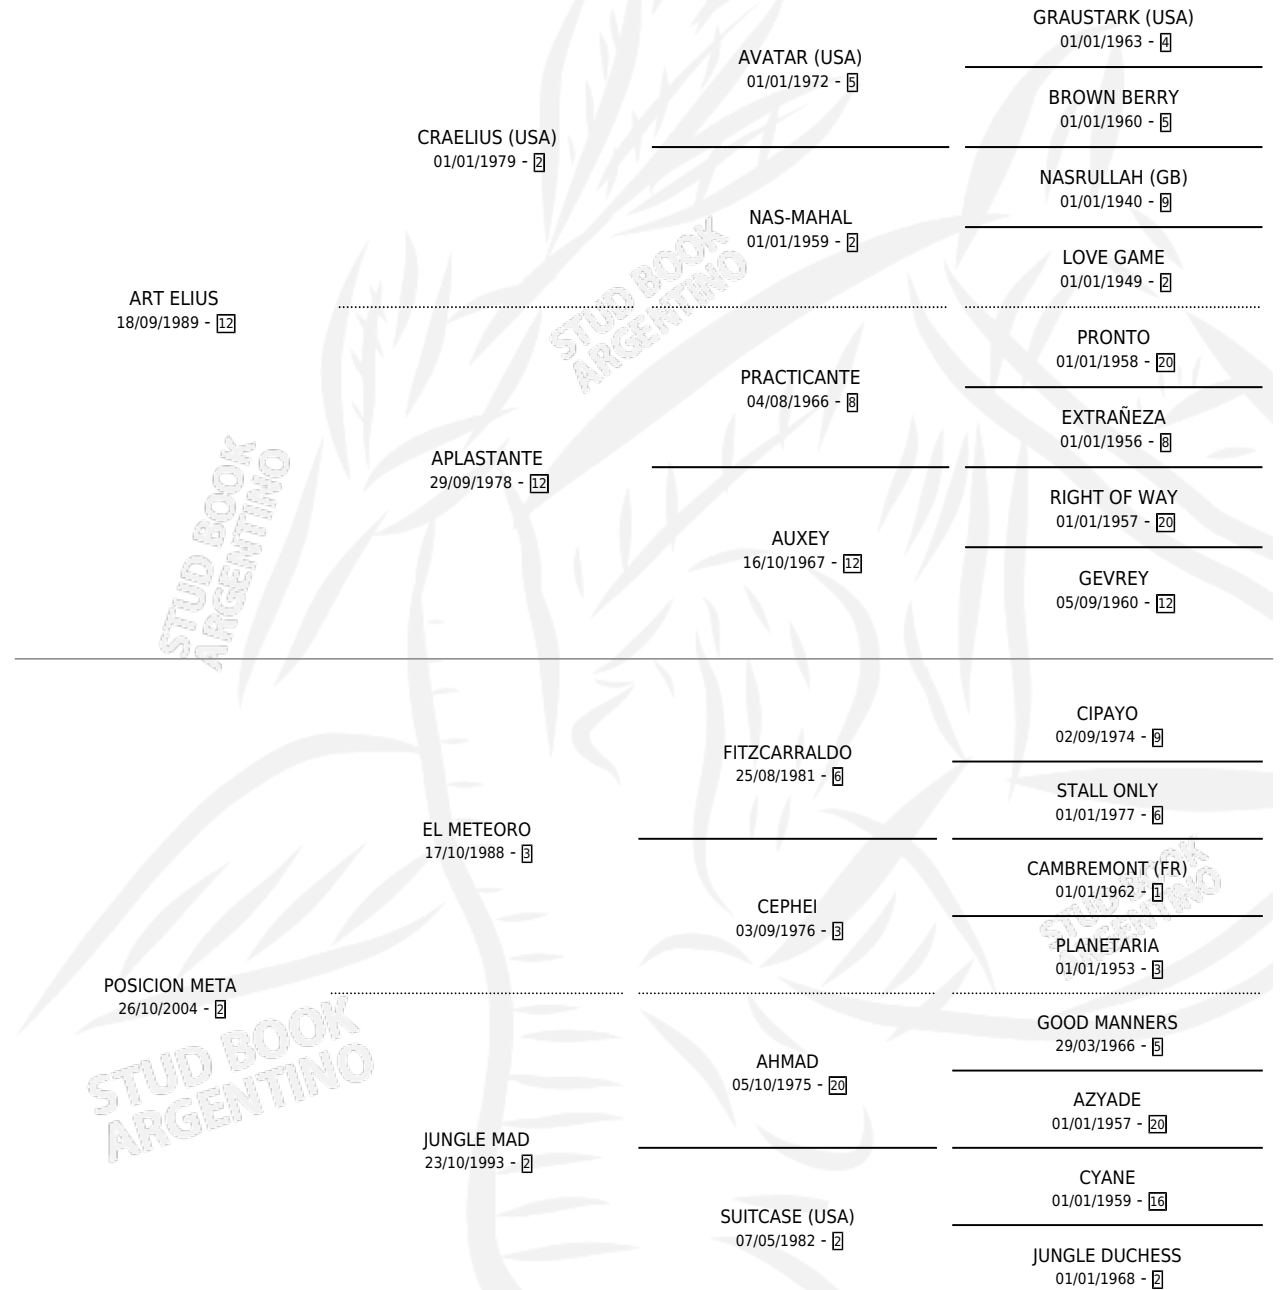 GRAUSTARK (USA)
01/01/1963 - 4
AVATAR (USA)
01/01/1972 - 5
BROWN BERRY
01/01/1960 - 5
CRAELIUS (USA)
01/01/1979 - 2
NASRULLAH (GB)
01/01/1940 - 9
NAS-MAHAL
01/01/1959 - 2
LOVE GAME
01/01/1949 - 2
ART ELIUS
18/09/1989 - 12
PRONTO
01/01/1958 - 20
PRACTICANTE
04/08/1966 - 8
EXTRAÑEZA
01/01/1956 - 8
APLASTANTE
29/09/1978 - 12
RIGHT OF WAY
01/01/1957 - 20
AUXEY
16/10/1967 - 12
GEVREY
05/09/1960 - 12
CIPAYO
02/09/1974 - 9
FITZCARRALDO
25/08/1981 - 6
STALL ONLY
01/01/1977 - 6
EL METEORO
17/10/1988 - 3
CAMBREMONT (FR)
01/01/1962 - 1
CEPHEI
03/09/1976 - 3
PLANETARIA
01/01/1953 - 3
POSICION META
26/10/2004 - 2
GOOD MANNERS
29/03/1966 - 5
AHMAD
05/10/1975 - 20
AZYADE
01/01/1957 - 20
JUNGLE MAD
23/10/1993 - 2
CYANE
01/01/1959 - 16
SUITCASE (USA)
07/05/1982 - 2
JUNGLE DUCHESS
01/01/1968 - 2
STUD BOOK
ARGENTINO
STUD BOOK
ARGENTINO
STUD BOOK
ARGENTINO
STUD BOOK
ARGENTINO